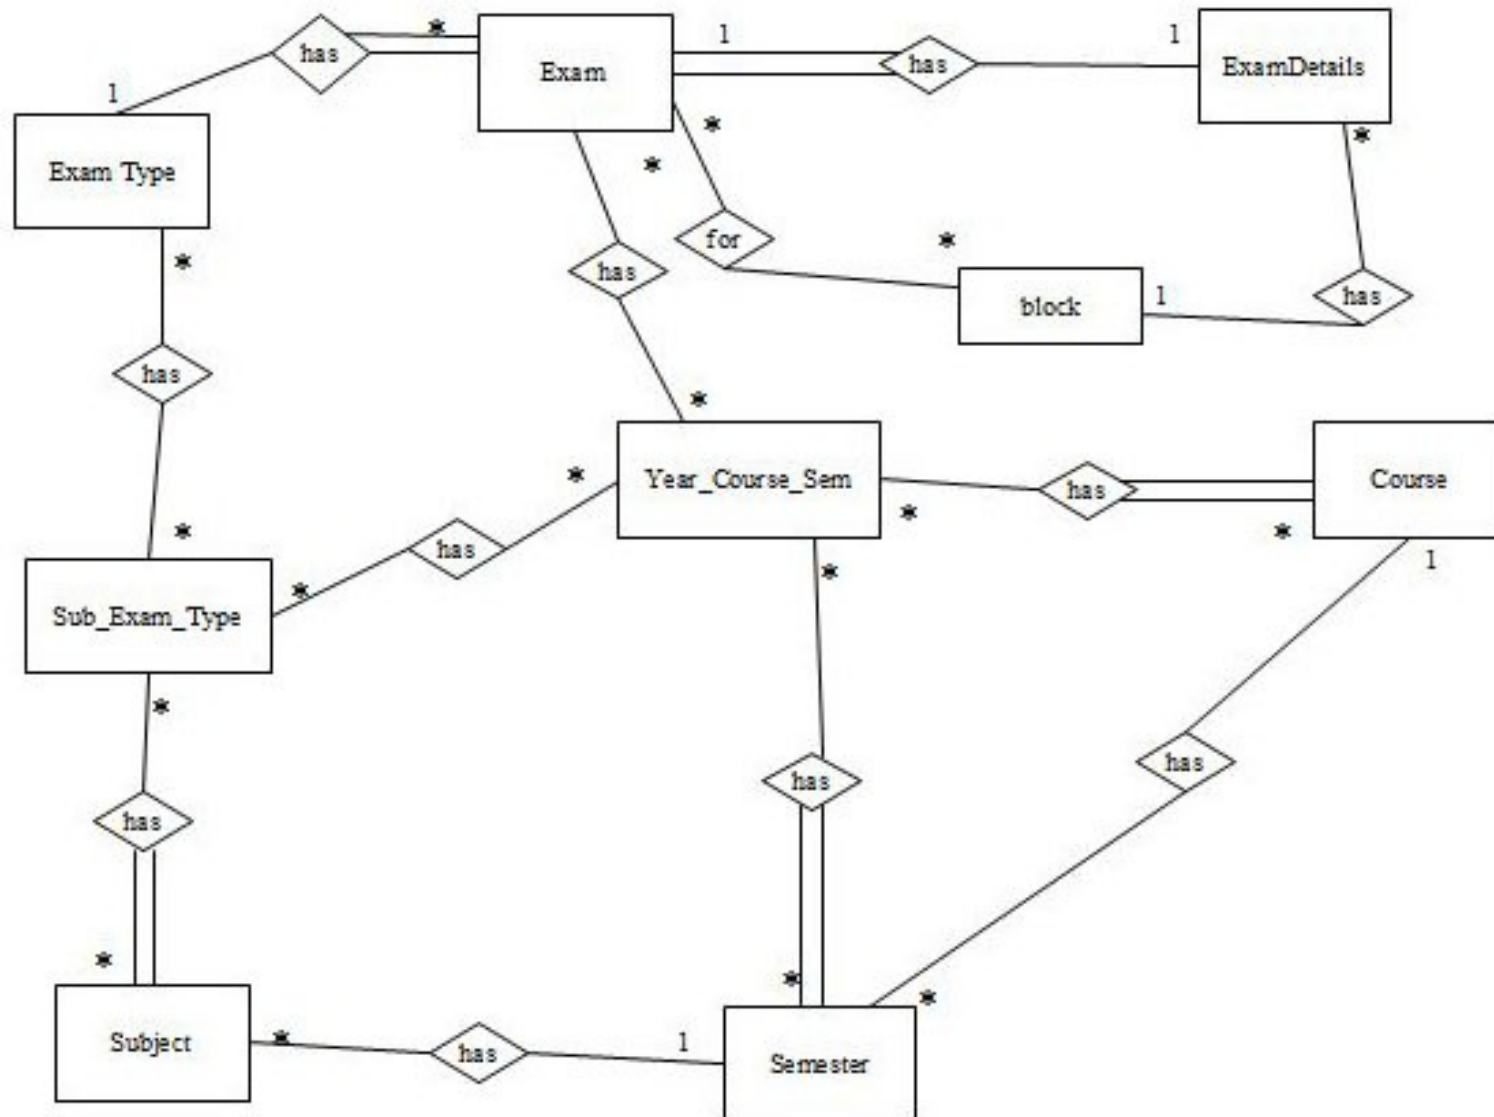 has
*
Exam
1
has
1
ExamDetails
1
Exam Type
*
*
*
*
for
*
has
block
1
has
*
has
*
*
Year_Course_Sem
*
has
*
Course
1
*
has
*
*
Sub_Exam_Type
*
*
has
has
has
*
*
*
Subject
*
has
1
Semester